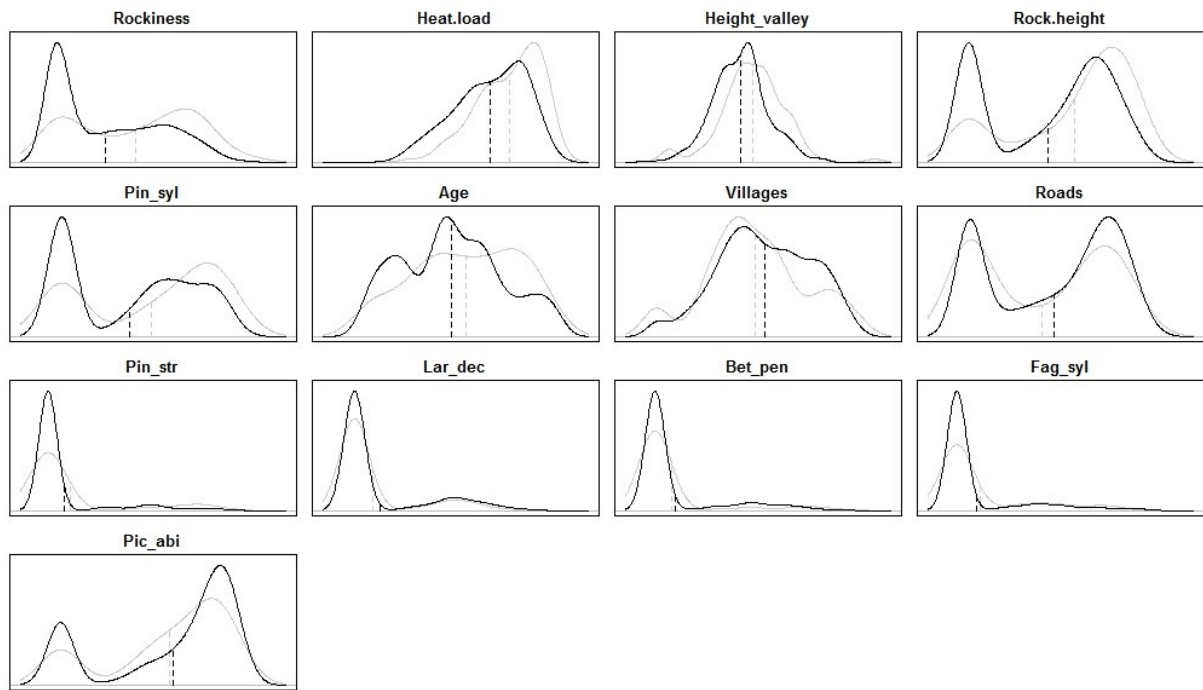 Rockiness
Heat.load
Height_valley
Rock.height
Pin_syl
Age
Villages
Roads
Pin_str
Lar_dec
Bet_pen
Fag_syl
Pic_abi